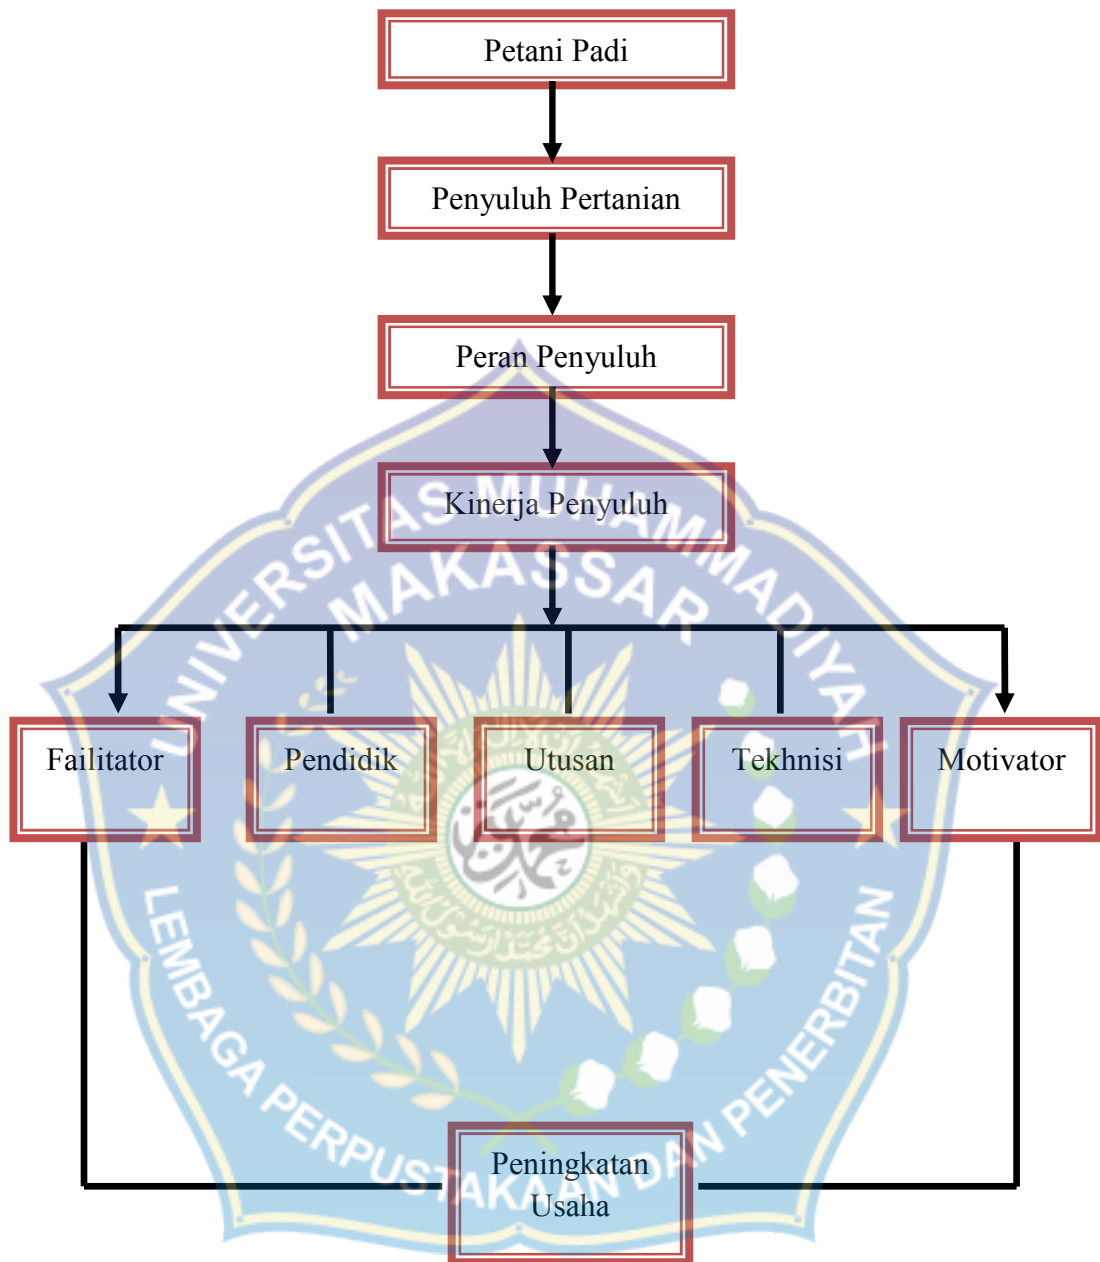 Petani Padi
Penyuluh Pertanian
Peran Penyuluh
Kinerja Penyuluh
UNIVERSITAS MUHAMMADIYAH
MAKASSAR
Failitator
Pendidik
Utusan
Tekhnisi
Motivator
LEMBAGA PERPUSTAKAAN DAN PENERBITAN
Peningkatan
Usaha